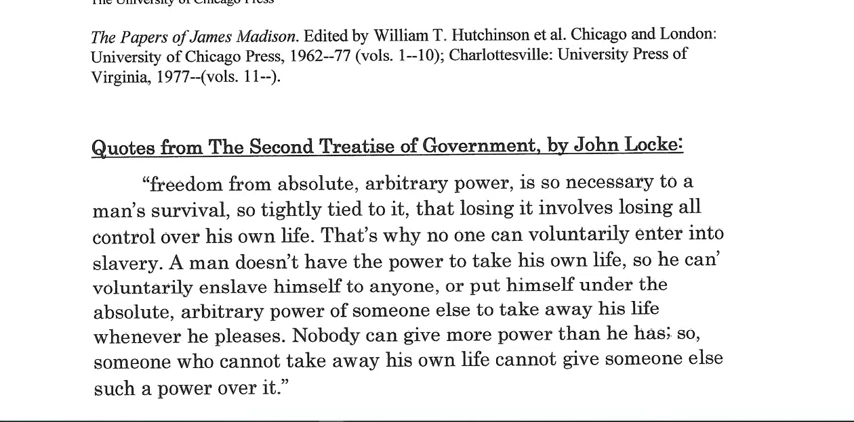 The University of Chicago Press
The Papers of James Madison. Edited by William T. Hutchinson et al. Chicago and London:
University of Chicago Press, 1962--77 (vols. 1--10); Charlottesville: University Press of
Virginia, 1977--(vols. 11--).
Quotes from The Second Treatise of Government, by John Locke:
“freedom from absolute, arbitrary power, is so necessary to a
man’s survival, so tightly tied to it, that losing it involves losing all
control over his own life. That’s why no one can voluntarily enter into
slavery. A man doesn’t have the power to take his own life, so he can’
voluntarily enslave himself to anyone, or put himself under the
absolute, arbitrary power of someone else to take away his life
whenever he pleases. Nobody can give more power than he has; so,
someone who cannot take away his own life cannot give someone else
such a power over it.”